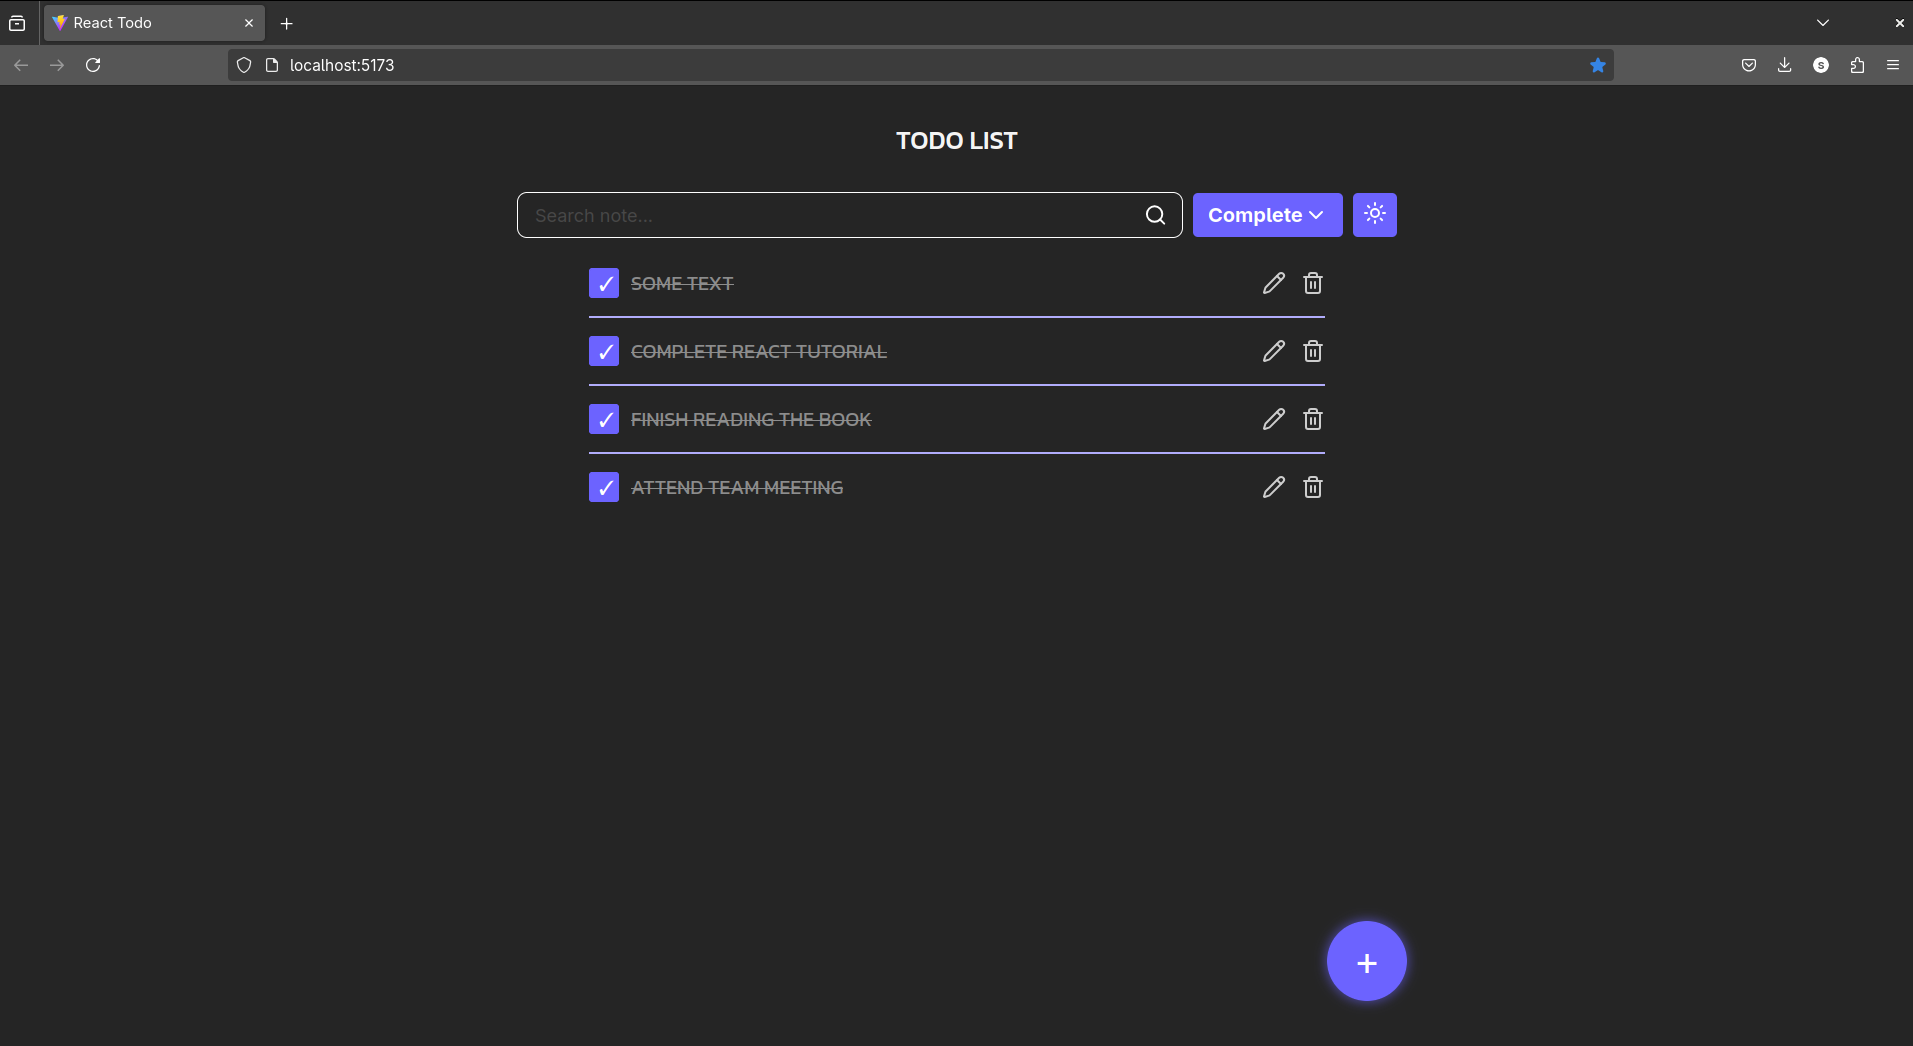 React Todo
localhost:5173
S
TODO LIST
Search note...
Complete
SOME TEXT
COMPLETE REACT TUTORIAL
FINISH READING THE BOOK
ATTEND TEAM MEETING
+